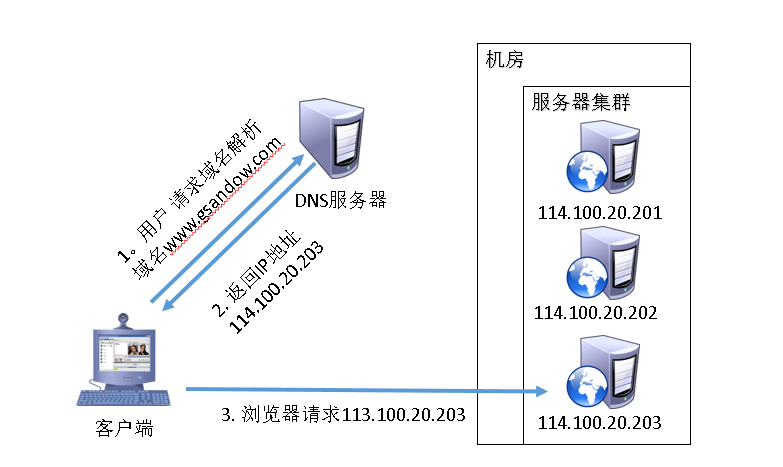 机房
服务器集群
114.100.20.201
114.100.20.202
114.100.20.203
DNS服务器
1。用户 请求域名解析
域名www.gsandow.com
2. 返回IP地址
114.100.20.203
客户端
3. 浏览器请求113.100.20.203